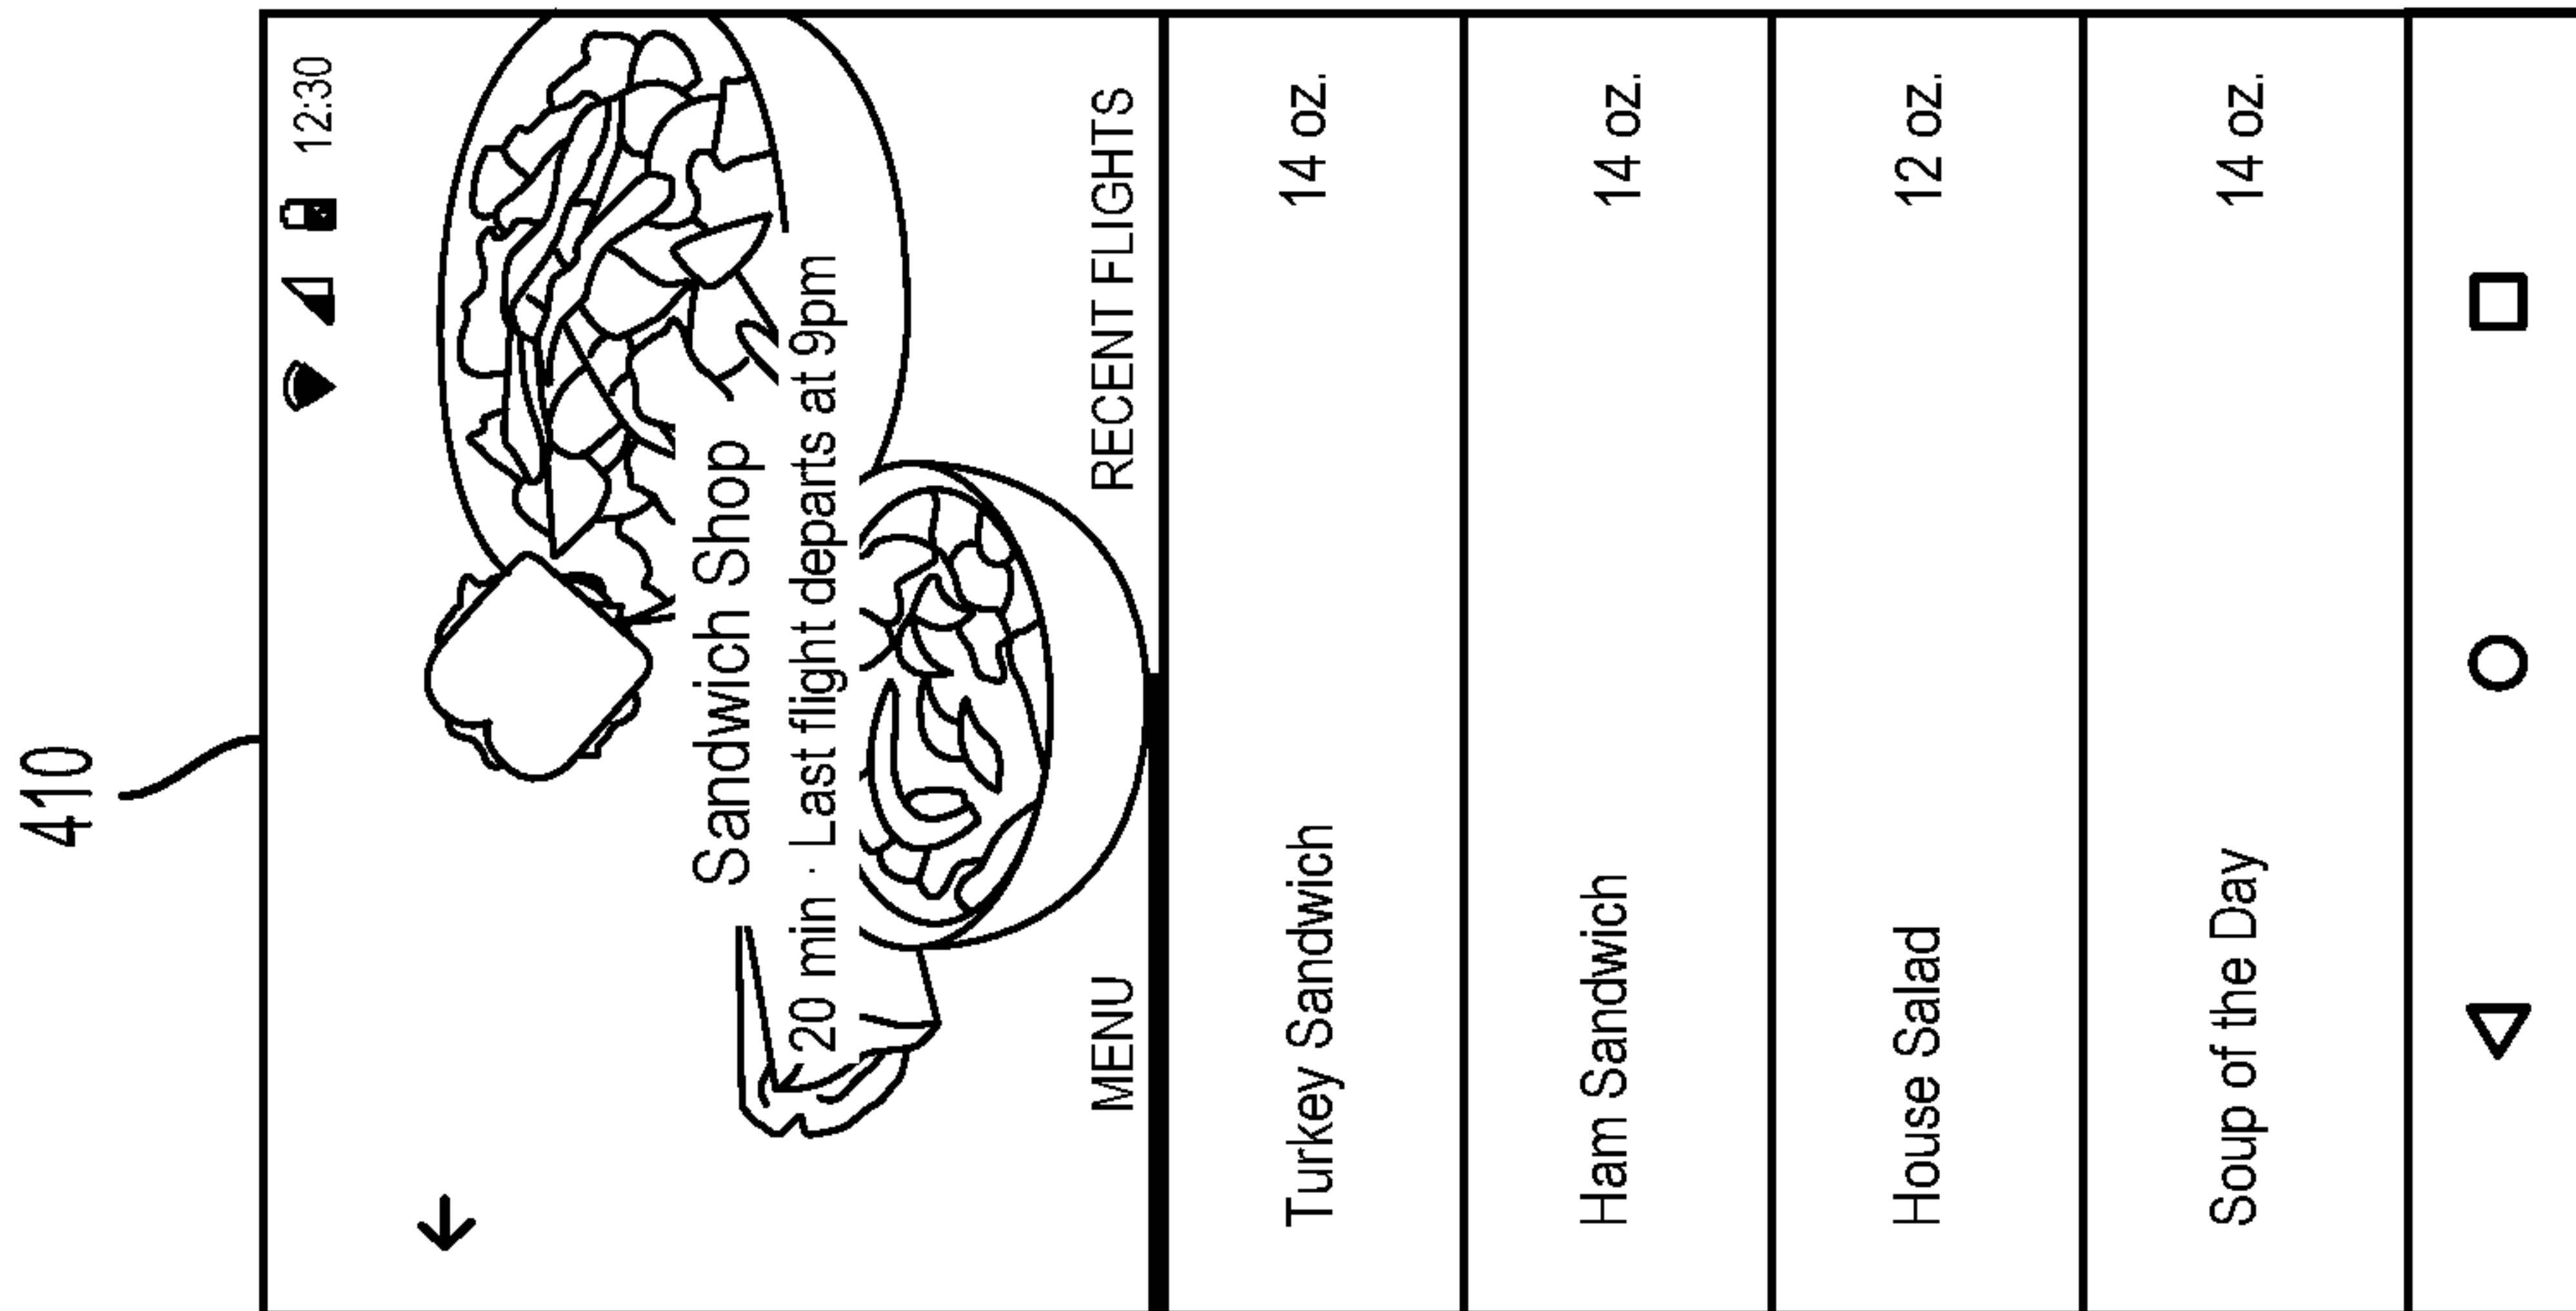 410
12:30
Sandwich Shop
20 min · Last flight departs at 9pm
MENU RECENT FLIGHTS
Turkey Sandwich 14 oz.
Ham Sandwich 14 oz.
House Salad 12 oz.
Soup of the Day 14 oz.